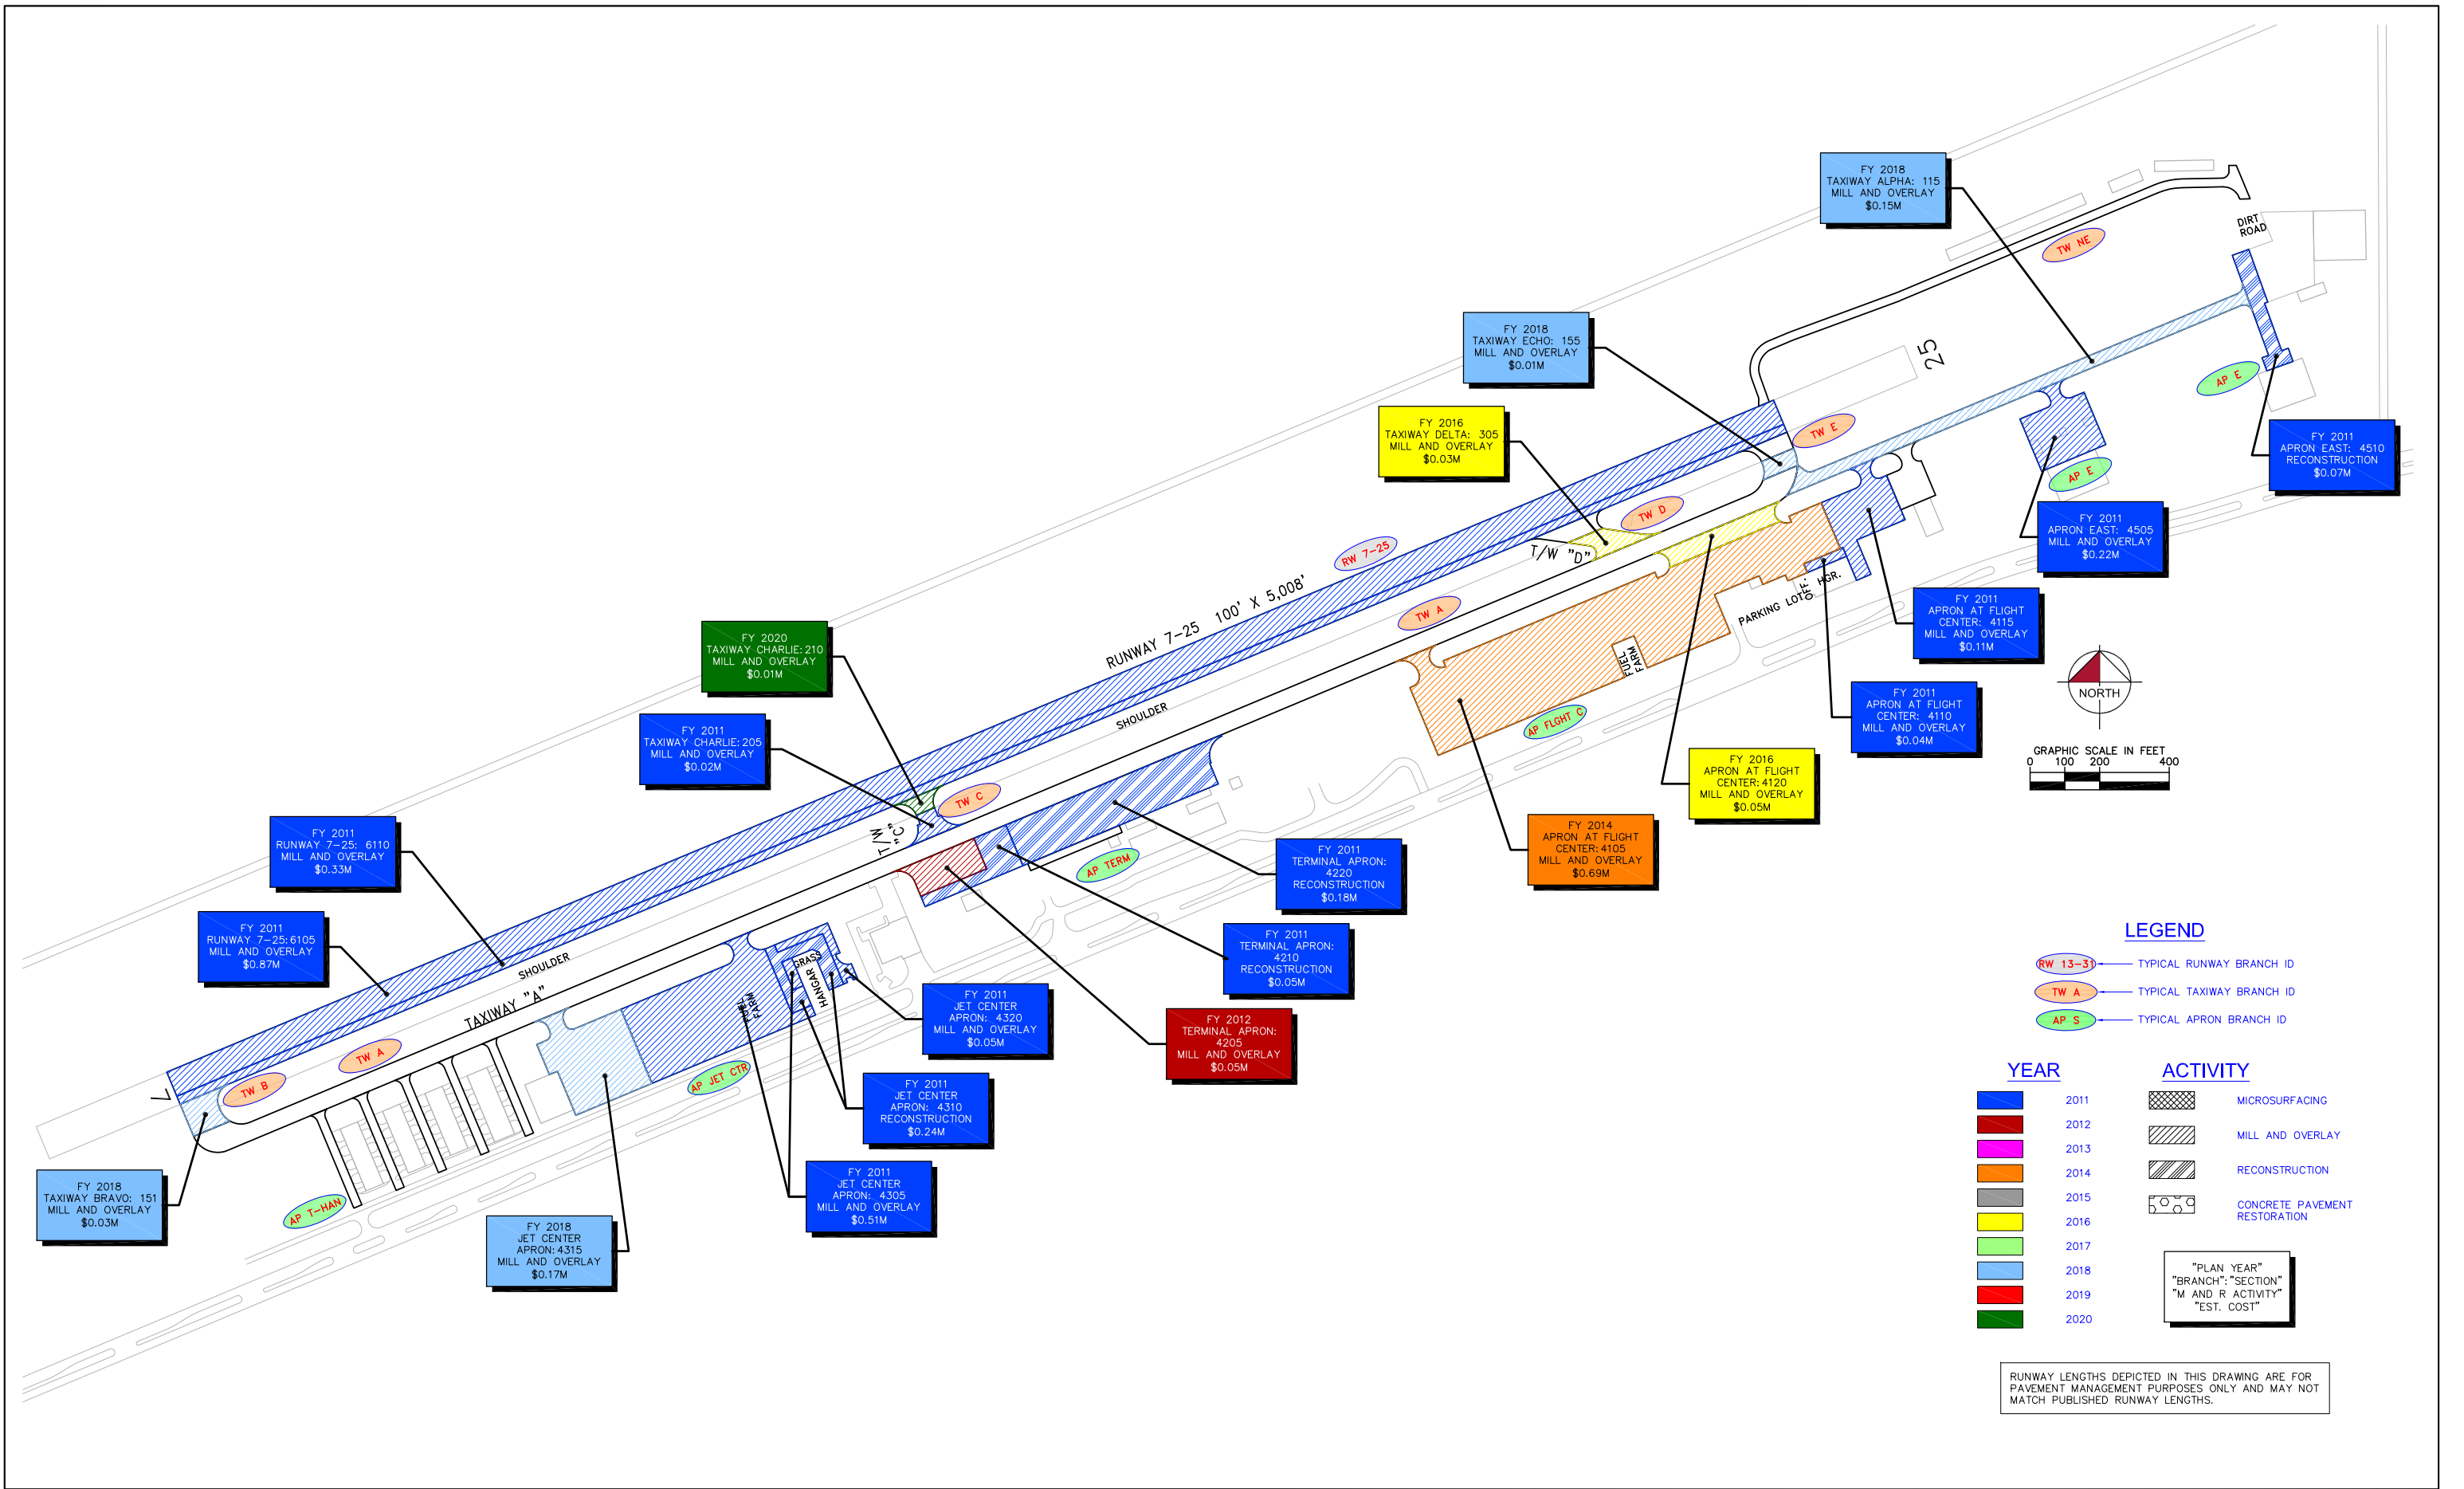 FY 2018
TAXIWAY ALPHA: 115
MILL AND OVERLAY
$0.15M
TW NE
DIRT
ROAD
FY 2018
TAXIWAY ECHO: 155
MILL AND OVERLAY
$0.01M
25
AP E
FY 2016
TAXIWAY DELTA: 305
MILL AND OVERLAY
$0.03M
TW E
FY 2011
APRON EAST: 4510
RECONSTRUCTION
$0.07M
AP E
TW D
FY 2011
APRON EAST: 4505
MILL AND OVERLAY
$0.22M
RW 7-25
T/W "D"
RUNWAY 7-25 100' X 5,008'
OFF.
HGR.
PARKING LOT
TW A
FY 2011
APRON AT FLIGHT
CENTER: 4115
MILL AND OVERLAY
$0.11M
FUEL
FARM
FY 2020
TAXIWAY CHARLIE: 210
MILL AND OVERLAY
$0.01M
NORTH
FY 2011
APRON AT FLIGHT
CENTER: 4110
MILL AND OVERLAY
$0.04M
SHOULDER
AP FLGHT C
FY 2011
TAXIWAY CHARLIE: 205
MILL AND OVERLAY
$0.02M
GRAPHIC SCALE IN FEET
0 100 200 400
FY 2016
APRON AT FLIGHT
CENTER: 4120
MILL AND OVERLAY
$0.05M
TW C
T/W
"C"
FY 2011
RUNWAY 7-25: 6110
MILL AND OVERLAY
$0.33M
FY 2014
APRON AT FLIGHT
CENTER: 4105
MILL AND OVERLAY
$0.69M
AP TERM
FY 2011
TERMINAL APRON:
4220
RECONSTRUCTION
$0.18M
FY 2011
RUNWAY 7-25: 6105
MILL AND OVERLAY
$0.87M
FY 2011
TERMINAL APRON:
4210
RECONSTRUCTION
$0.05M
SHOULDER
GRASS
HANGAR
FUEL
FARM
TAXIWAY "A"
FY 2011
JET CENTER
APRON: 4320
MILL AND OVERLAY
$0.05M
FY 2012
TERMINAL APRON:
4205
MILL AND OVERLAY
$0.05M
TW A
7
TW B
AP JET CTR
FY 2011
JET CENTER
APRON: 4310
RECONSTRUCTION
$0.24M
FY 2018
TAXIWAY BRAVO: 151
MILL AND OVERLAY
$0.03M
AP T-HAN
FY 2011
JET CENTER
APRON: 4305
MILL AND OVERLAY
$0.51M
FY 2018
JET CENTER
APRON: 4315
MILL AND OVERLAY
$0.17M
LEGEND
RW 13-31 TYPICAL RUNWAY BRANCH ID
TW A TYPICAL TAXIWAY BRANCH ID
AP S TYPICAL APRON BRANCH ID
YEAR
2011
2012
2013
2014
2015
2016
2017
2018
2019
2020
ACTIVITY
MICROSURFACING
MILL AND OVERLAY
RECONSTRUCTION
CONCRETE PAVEMENT
RESTORATION
"PLAN YEAR"
"BRANCH": "SECTION"
"M AND R ACTIVITY"
"EST. COST"
RUNWAY LENGTHS DEPICTED IN THIS DRAWING ARE FOR
PAVEMENT MANAGEMENT PURPOSES ONLY AND MAY NOT
MATCH PUBLISHED RUNWAY LENGTHS.